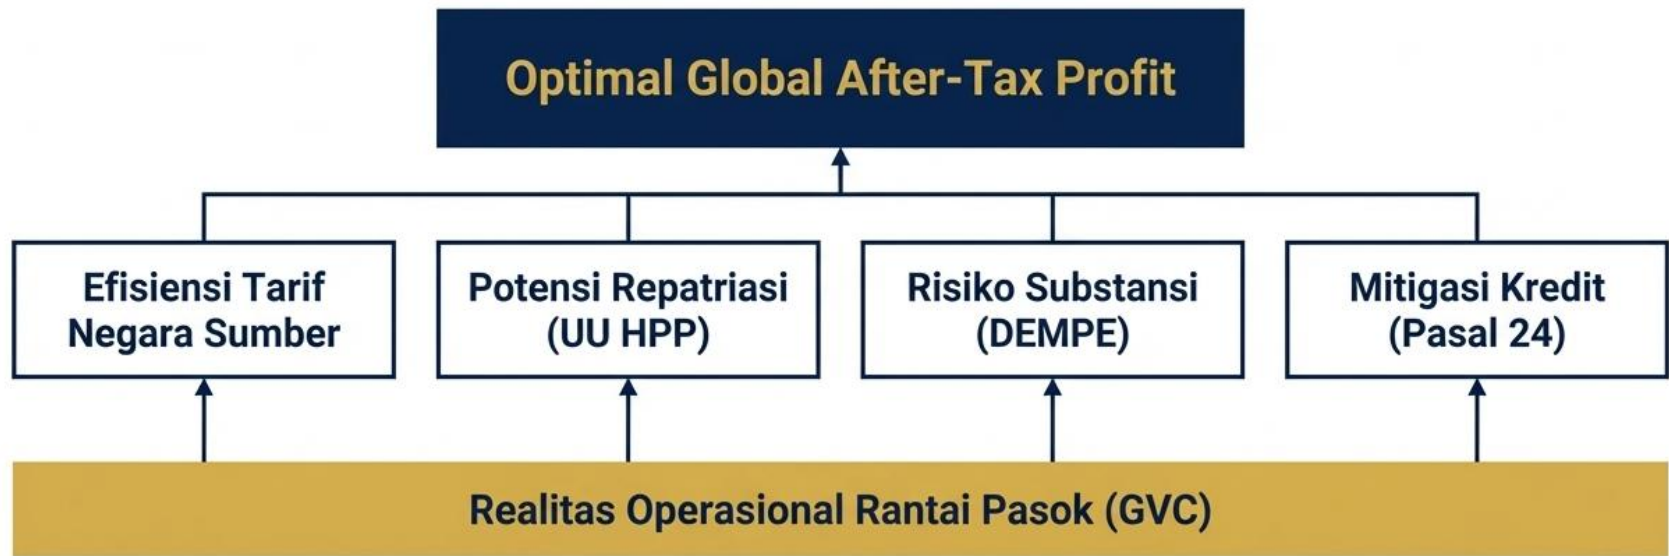 Optimal Global After-Tax Profit
Efisiensi Tarif
Negara Sumber
Potensi Repatriasi
(UU HPP)
Risiko Substansi
(DEMPE)
Mitigasi Kredit
(Pasal 24)
Realitas Operasional Rantai Pasok (GVC)